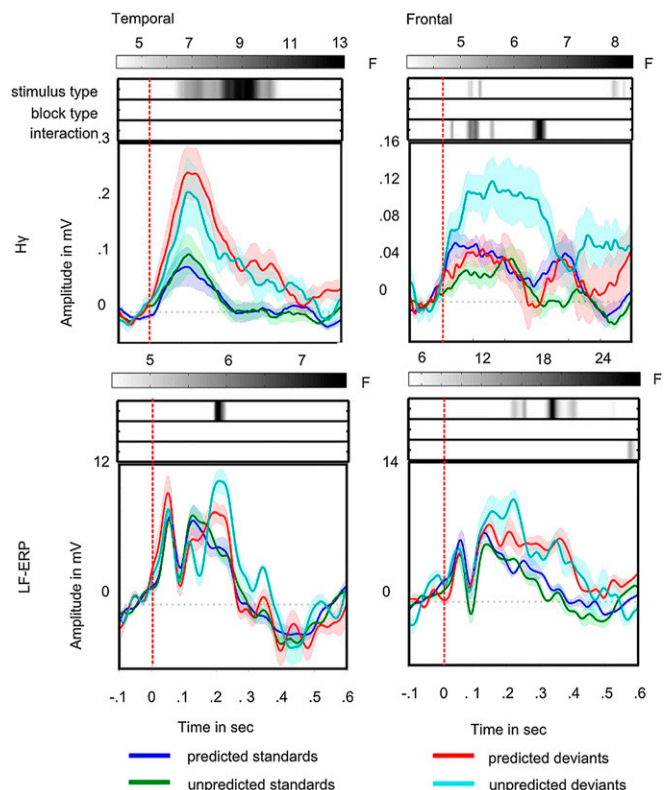 Temporal
Frontal
5 7 9 11 13 F
5 6 7 8 F
stimulus type
block type
interaction
.3
.2
.1
0
Hγ
Amplitude in mV
.16
.12
.08
.04
0
5 6 7 F
6 12 18 24 F
12
0
LF-ERP
Amplitude in mV
14
0
-.1 0 .1 .2 .3 .4 .5 .6
-.1 0 .1 .2 .3 .4 .5 .6
Time in sec
Time in sec
predicted standards
predicted deviants
unpredicted standards
unpredicted deviants